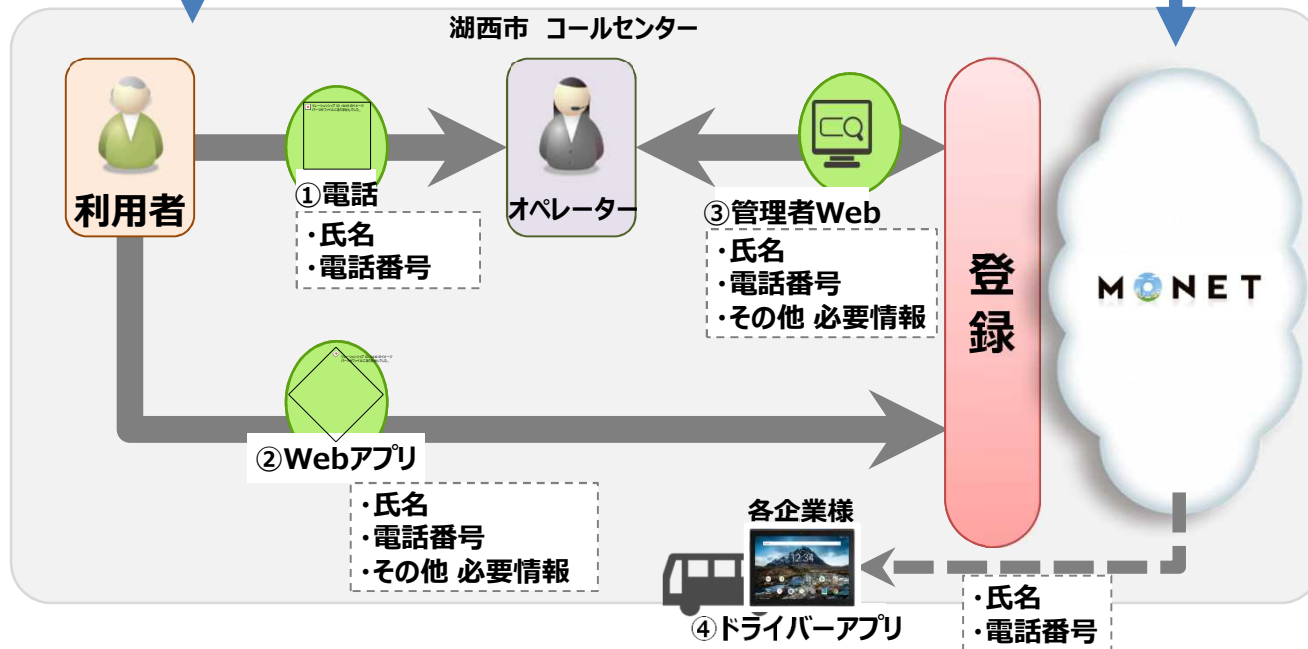 湖西市 コールセンター
利用者
①電話
・氏名
・電話番号
オペレーター
③管理者Web
・氏名
・電話番号
・その他 必要情報
登録
MONET
②Webアプリ
・氏名
・電話番号
・その他 必要情報
各企業様
12:34
④ドライバーアプリ
・氏名
・電話番号